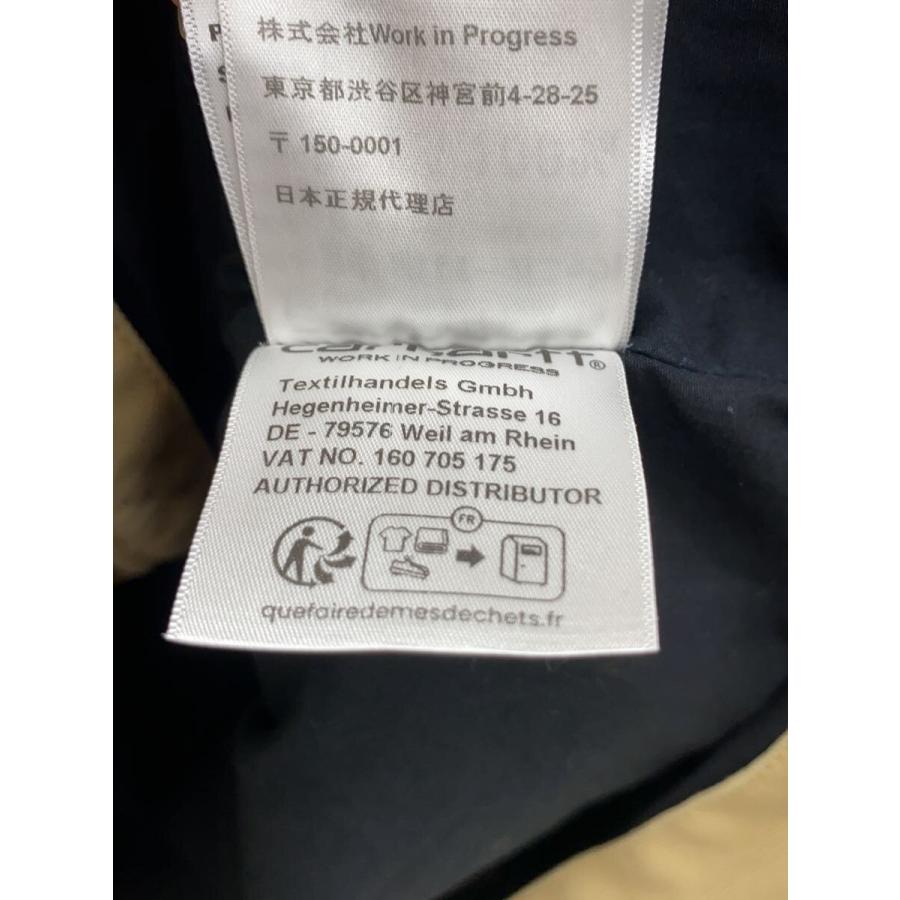 株式会社Work in Progress
東京都渋谷区神宮前4-28-25
〒 150-0001
日本正規代理店
carhartt®
WORK IN PROGRESS
Textilhandels Gmbh
Hegenheimer-Strasse 16
DE - 79576 Weil am Rhein
VAT NO. 160 705 175
AUTHORIZED DISTRIBUTOR
FR
quefairedemesdechets.fr